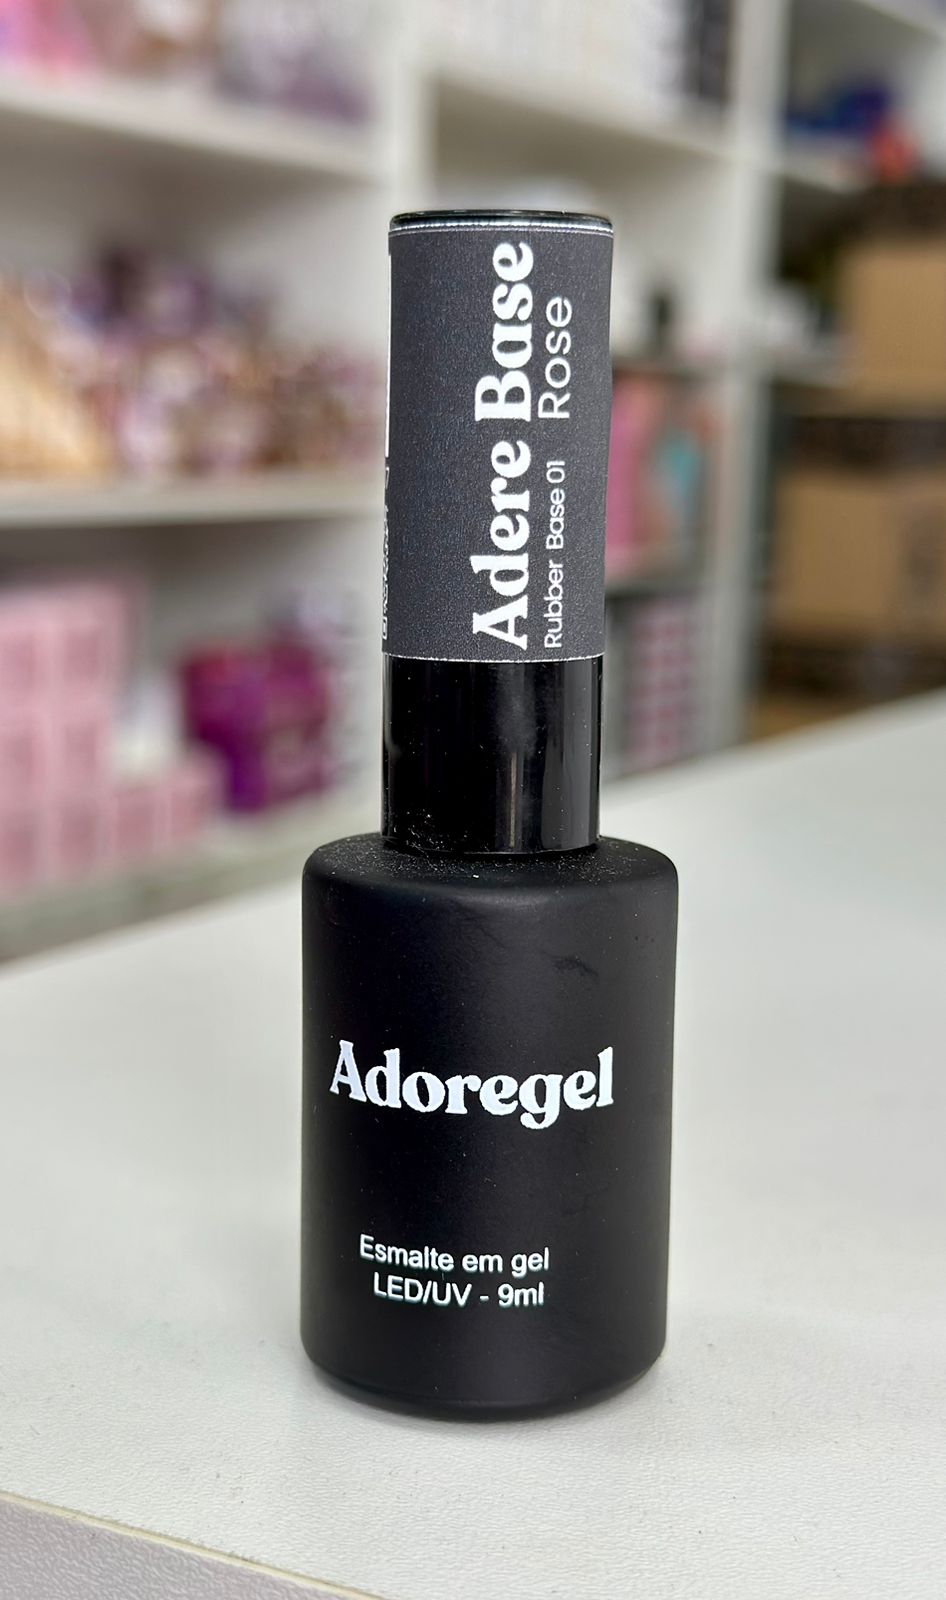 Adere Base
Rubber Base 01 Rose
Adoregel
Esmalte em gel
LED/UV - 9ml